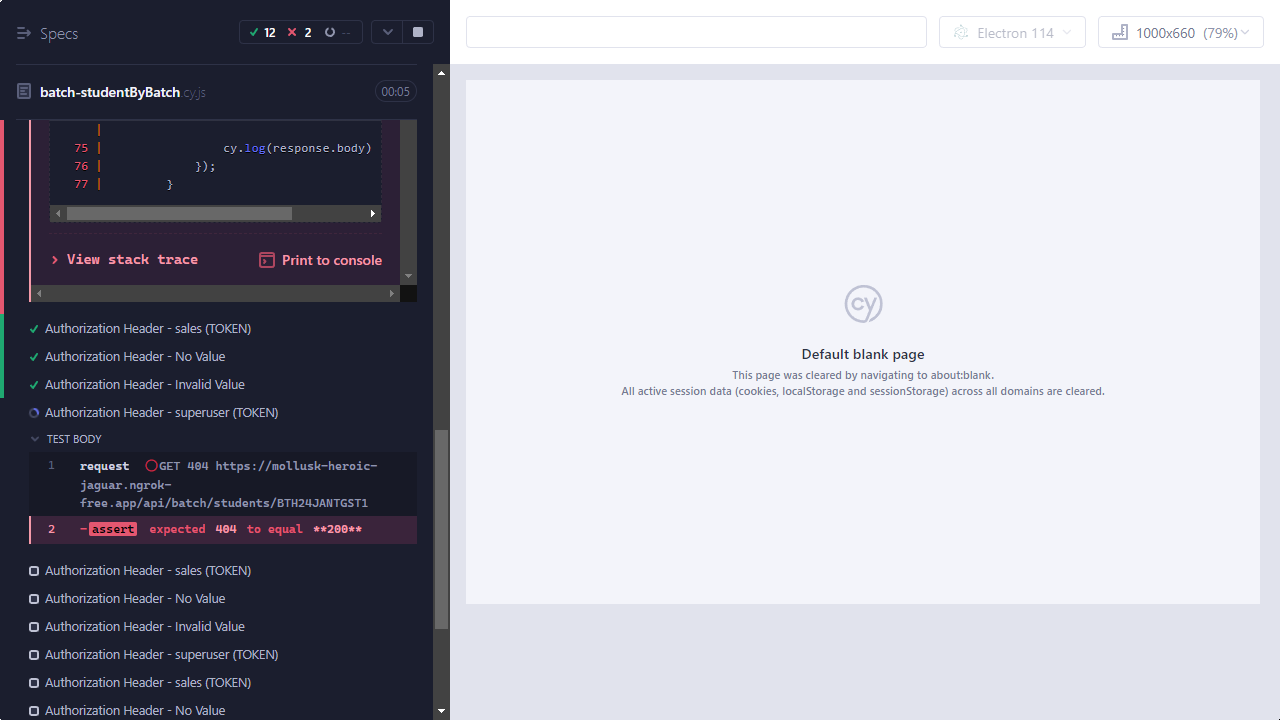 Specs
12
2
--
Electron 114
1000x660 (79%)
batch-studentByBatch.cy.js
00:05
|
75 | cy.log(response.body)
76 | });
77 | }
View stack trace
Print to console
Authorization Header - sales (TOKEN)
Authorization Header - No Value
Authorization Header - Invalid Value
Authorization Header - superuser (TOKEN)
TEST BODY
1 request GET 404 https://mollusk-heroic-
jaguar.ngrok-
free.app/api/batch/students/BTH24JANTGST1
2 -assert expected 404 to equal **200**
Authorization Header - sales (TOKEN)
Authorization Header - No Value
Authorization Header - Invalid Value
Authorization Header - superuser (TOKEN)
Authorization Header - sales (TOKEN)
Authorization Header - No Value
cy
Default blank page
This page was cleared by navigating to about:blank.
All active session data (cookies, localStorage and sessionStorage) across all domains are cleared.